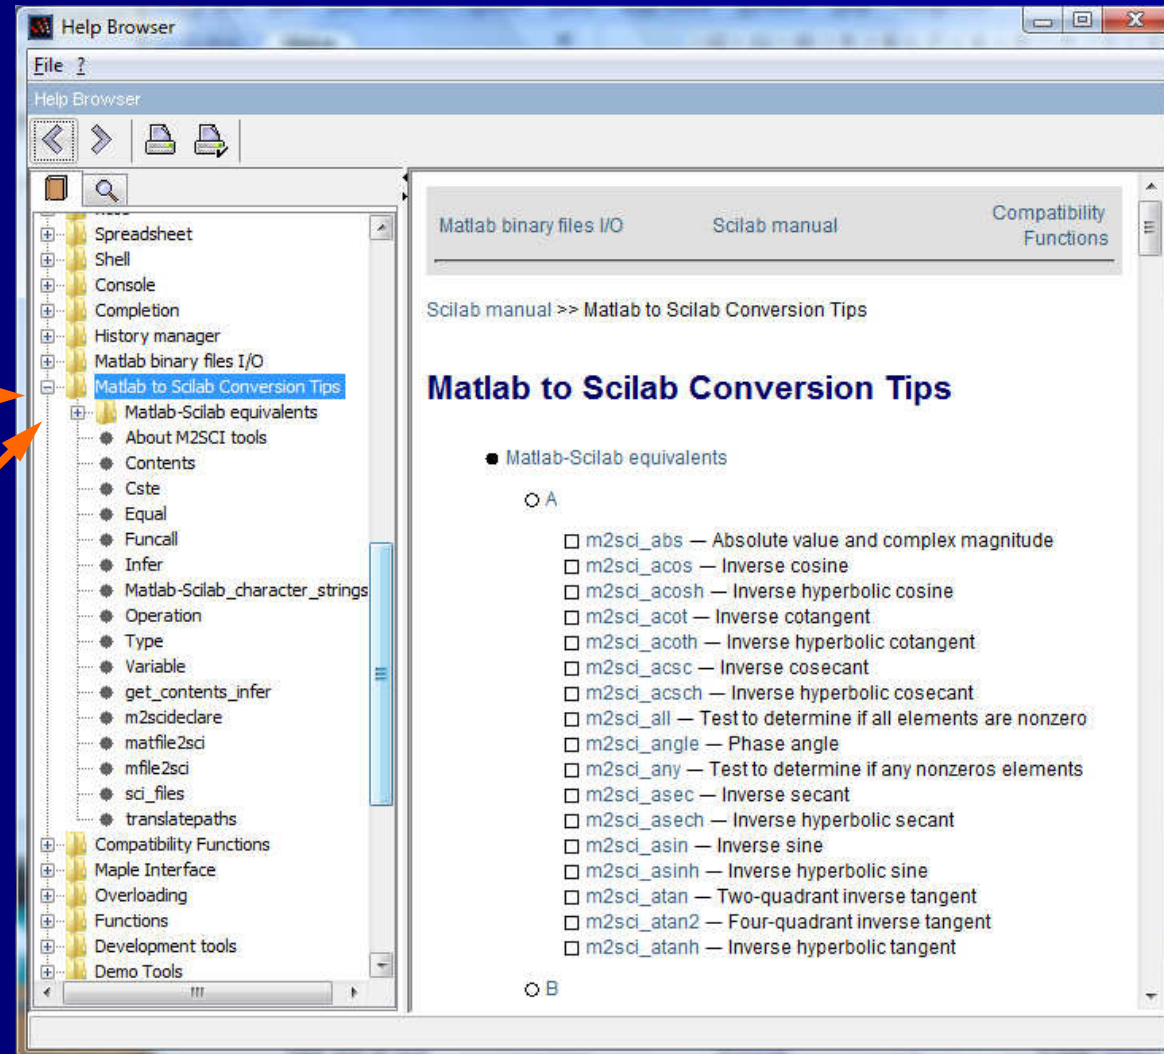 Help Browser
File ?
Help Browser
Spreadsheet
Shell
Console
Completion
History manager
Matlab binary files I/O
Matlab to Scilab Conversion Tips
Matlab-Scilab equivalents
About M2SCI tools
Contents
Cste
Equal
Funcall
Infer
Matlab-Scilab_character_strings
Operation
Type
Variable
get_contents_infer
m2scideclare
matfile2sci
mfile2sci
sci_files
translatepaths
Compatibility Functions
Maple Interface
Overloading
Functions
Development tools
Demo Tools
Matlab binary files I/O Scilab manual Compatibility
Functions
Scilab manual >> Matlab to Scilab Conversion Tips
Matlab to Scilab Conversion Tips
Matlab-Scilab equivalents
A
m2sci_abs — Absolute value and complex magnitude
m2sci_acos — Inverse cosine
m2sci_acosh — Inverse hyperbolic cosine
m2sci_acot — Inverse cotangent
m2sci_acoth — Inverse hyperbolic cotangent
m2sci_acsc — Inverse cosecant
m2sci_acsch — Inverse hyperbolic cosecant
m2sci_all — Test to determine if all elements are nonzero
m2sci_angle — Phase angle
m2sci_any — Test to determine if any nonzeros elements
m2sci_asec — Inverse secant
m2sci_asech — Inverse hyperbolic secant
m2sci_asin — Inverse sine
m2sci_asinh — Inverse hyperbolic sine
m2sci_atan — Two-quadrant inverse tangent
m2sci_atan2 — Four-quadrant inverse tangent
m2sci_atanh — Inverse hyperbolic tangent
B